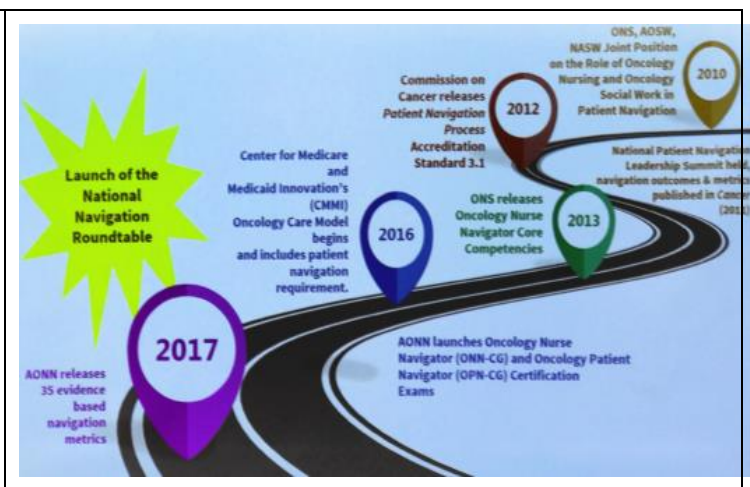 ONS, AOSW,
NASW Joint Position
on the Role of Oncology
Nursing and Oncology
Social Work in
Patient Navigation
2010
National Patient Navigation
Leadership Summit held,
navigation outcomes & metrics
published in Cancer
Commission on
Cancer releases
Patient Navigation
Process
Accreditation
Standard 3.1
2012
ONS releases
Oncology Nurse
Navigator Core
Competencies
2013
Center for Medicare
and
Medicaid Innovation's
(CMMI)
Oncology Care Model
begins
and includes patient
navigation
requirement.
2016
AONN launches Oncology Nurse
Navigator (ONN-CG) and Oncology Patient
Navigator (OPN-CG) Certification
Exams
Launch of the
National
Navigation
Roundtable
2017
AONN releases
35 evidence
based
navigation
metrics